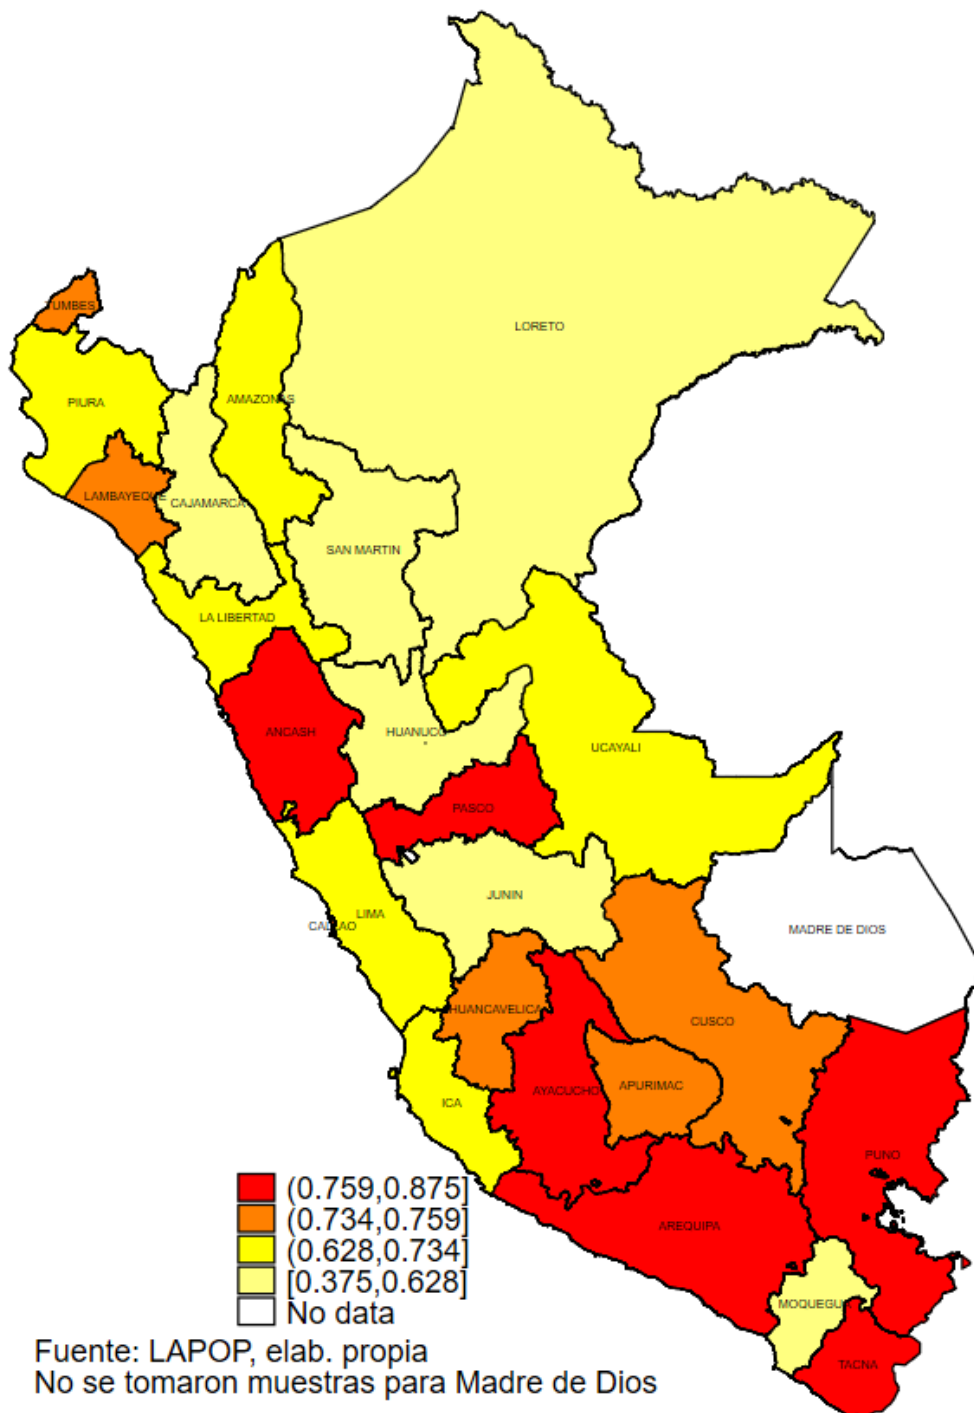 LORETO
TUMBES
AMAZONAS
PIURA
LAMBAYEQUE
CAJAMARCA
SAN MARTIN
LA LIBERTAD
ANCASH
HUANUCO
UCAYALI
PASCO
JUNIN
LIMA
CALLAO
MADRE DE DIOS
HUANCAVELICA
CUSCO
AYACUCHO
APURIMAC
ICA
PUNO
AREQUIPA
MOQUEGUA
TACNA
(0.759,0.875]
(0.734,0.759]
(0.628,0.734]
[0.375,0.628]
No data
Fuente: LAPOP, elab. propia
No se tomaron muestras para Madre de Dios